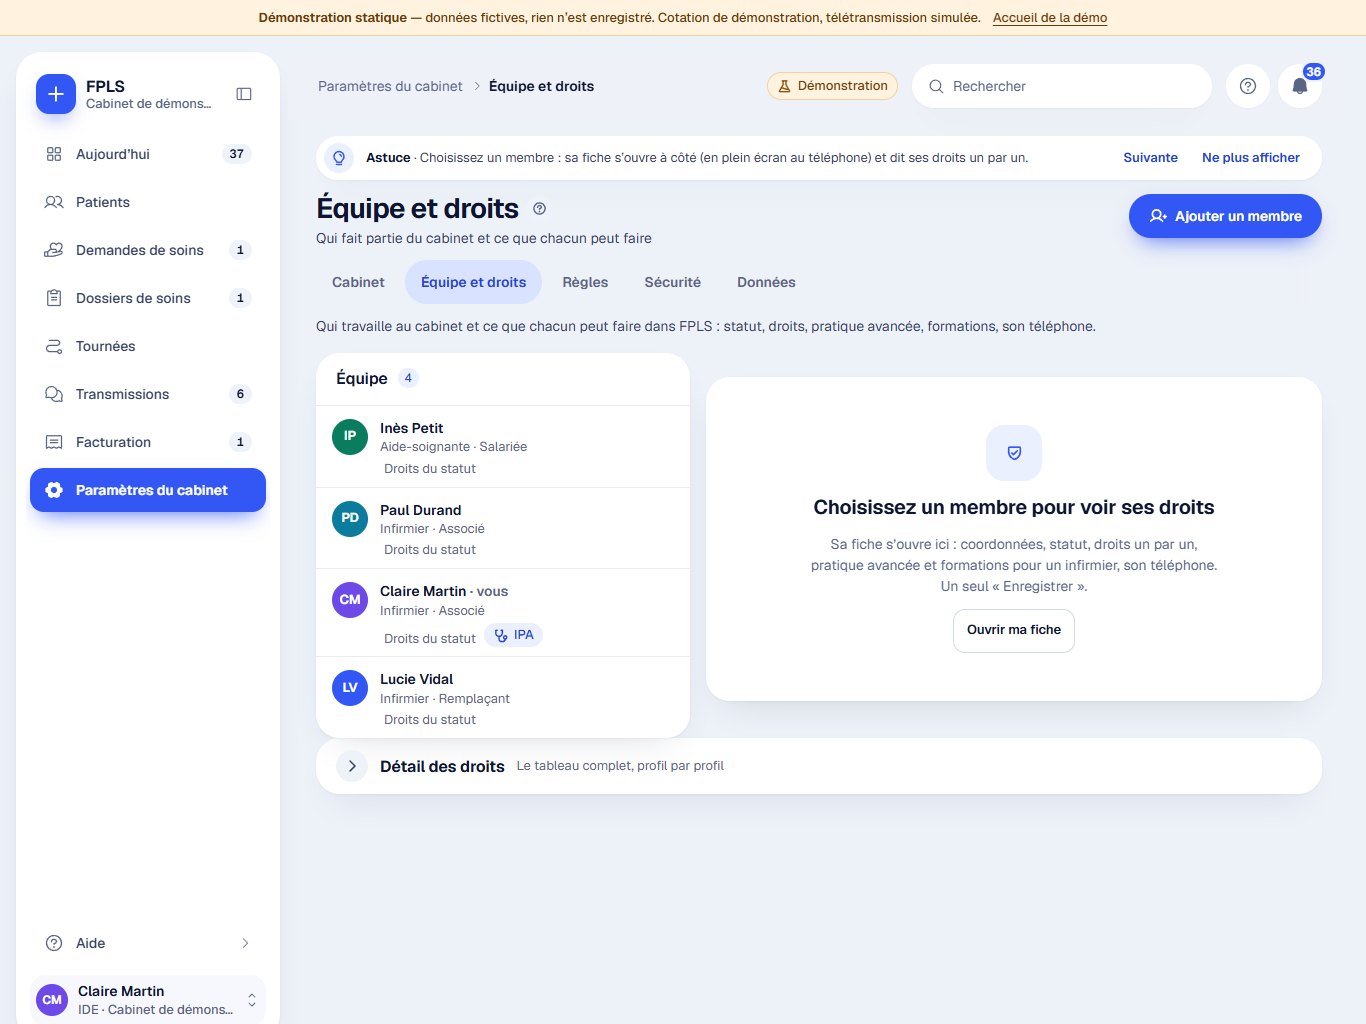 Démonstration statique — données fictives, rien n’est enregistré. Cotation de démonstration, télétransmission simulée. Accueil de la démo
FPLS
Cabinet de démons...
Aujourd’hui 37
Patients
Demandes de soins 1
Dossiers de soins 1
Tournées
Transmissions 6
Facturation 1
Paramètres du cabinet
Aide
CM
Claire Martin
IDE · Cabinet de démons...
Paramètres du cabinet > Équipe et droits
Démonstration
Rechercher
36
Astuce · Choisissez un membre : sa fiche s’ouvre à côté (en plein écran au téléphone) et dit ses droits un par un.
Suivante
Ne plus afficher
Équipe et droits
Qui fait partie du cabinet et ce que chacun peut faire
Ajouter un membre
Cabinet
Équipe et droits
Règles
Sécurité
Données
Qui travaille au cabinet et ce que chacun peut faire dans FPLS : statut, droits, pratique avancée, formations, son téléphone.
Équipe 4
IP
Inès Petit
Aide-soignante · Salariée
Droits du statut
PD
Paul Durand
Infirmier · Associé
Droits du statut
CM
Claire Martin · vous
Infirmier · Associé
Droits du statut IPA
LV
Lucie Vidal
Infirmier · Remplaçant
Droits du statut
Choisissez un membre pour voir ses droits
Sa fiche s’ouvre ici : coordonnées, statut, droits un par un,
pratique avancée et formations pour un infirmier, son téléphone.
Un seul « Enregistrer ».
Ouvrir ma fiche
Détail des droits Le tableau complet, profil par profil